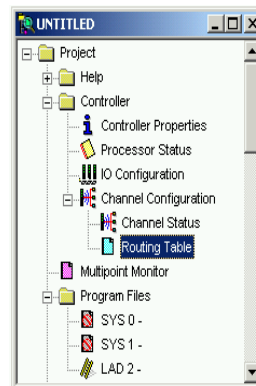 UNTITLED
Project
Help
Controller
Controller Properties
Processor Status
IO Configuration
Channel Configuration
Channel Status
Routing Table
Multipoint Monitor
Program Files
SYS 0 -
SYS 1 -
LAD 2 -